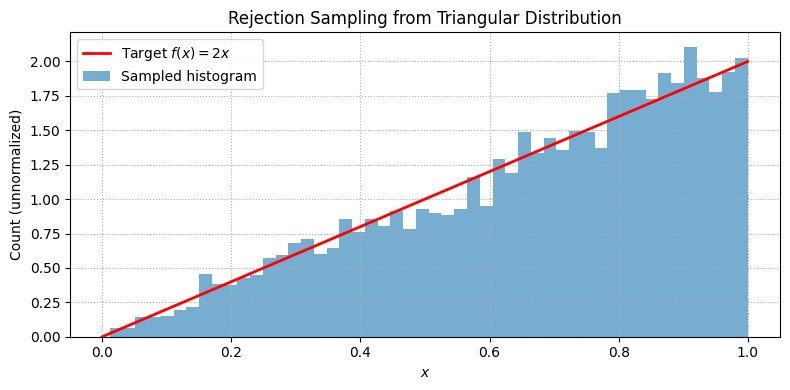 Rejection Sampling from Triangular Distribution
Target f(x) = 2x
Sampled histogram
Count (unnormalized)
2.00
1.75
1.50
1.25
1.00
0.75
0.50
0.25
0.00
0.0 0.2 0.4 0.6 0.8 1.0
x